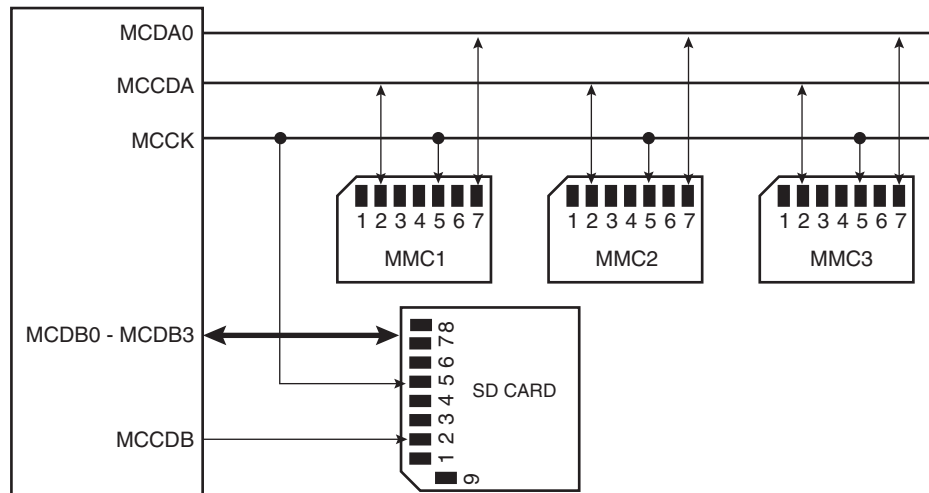 MCDA0
MCCDA
MCCK
1 2 3 4 5 6 7
MMC1
1 2 3 4 5 6 7
MMC2
1 2 3 4 5 6 7
MMC3
MCDB0 - MCDB3
1 2 3 4 5 6 7 8
9
SD CARD
MCCDB